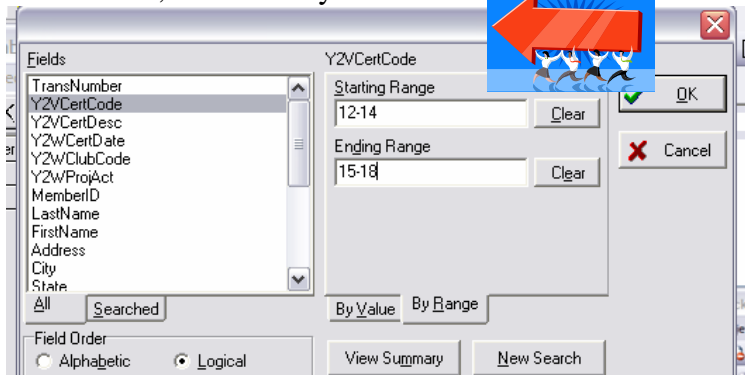 Fields
TransNumber
Y2VCertCode
Y2VCertDesc
Y2WCertDate
Y2WClubCode
Y2WProjAct
MemberID
LastName
FirstName
Address
City
State
All Searched
Field Order
Alphabetic Logical
Y2VCertCode
Starting Range
12-14 Clear
Ending Range
15-18 Clear
By Value By Range
View Summary New Search
OK
Cancel